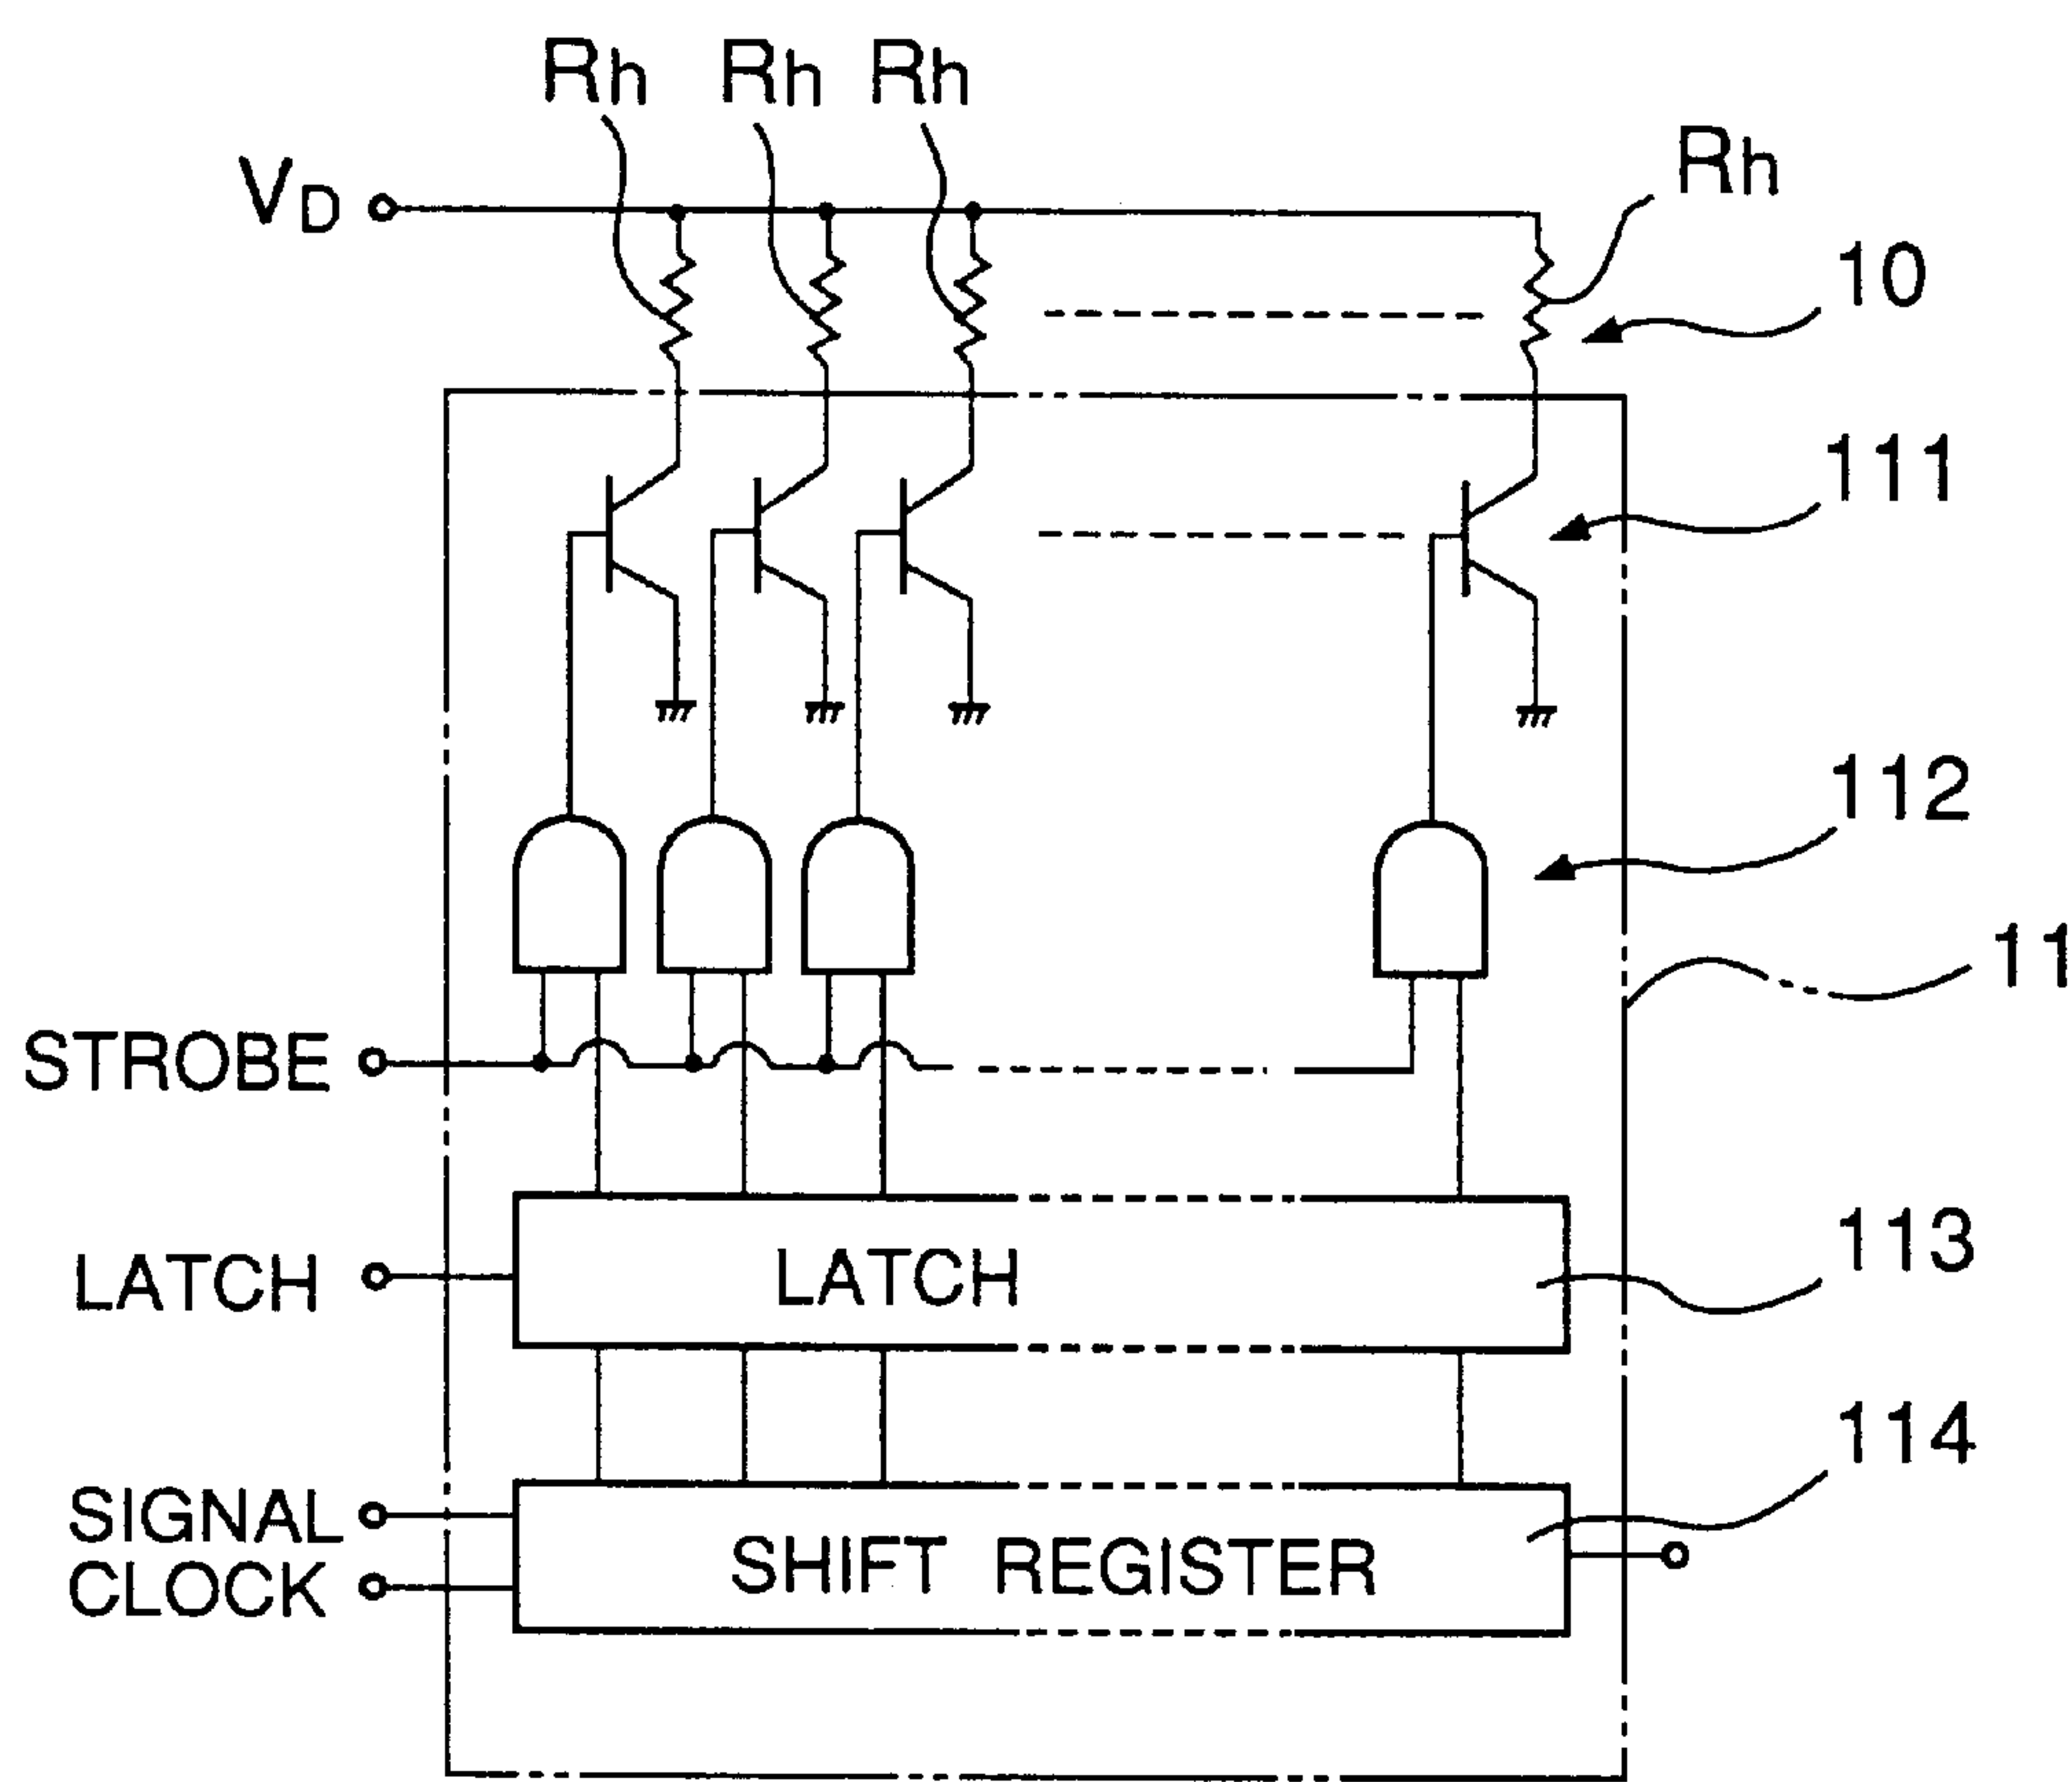 Rh Rh Rh
Rh
VD
10
111
112
11
STROBE
LATCH
LATCH
113
114
SIGNAL
SHIFT REGISTER
CLOCK